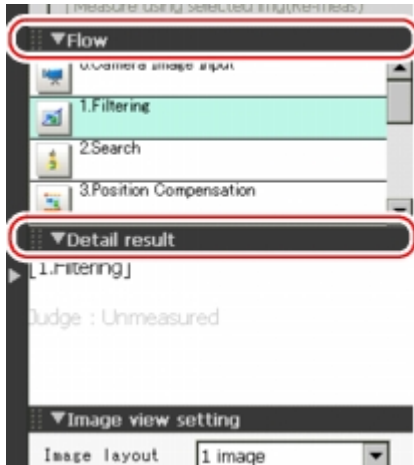 Measure using selected img(Re-meas)
▼Flow
0.Camera Image Input
1.Filtering
2.Search
3.Position Compensation
▼Detail result
[1.Filtering]
Judge : Unmeasured
▼Image view setting
Image layout 1 image